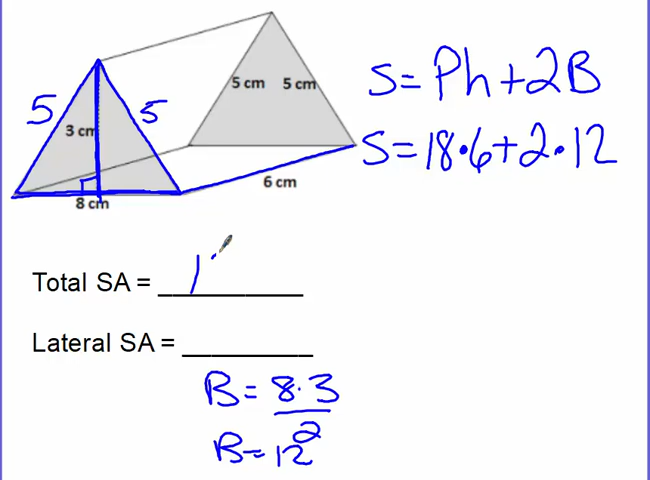 5 5
3 cm
8 cm
5 cm 5 cm
6 cm
S = Ph + 2B
S = 18·6 + 2·12
Total SA = 1
Lateral SA =
B = 8·3
2
B = 12